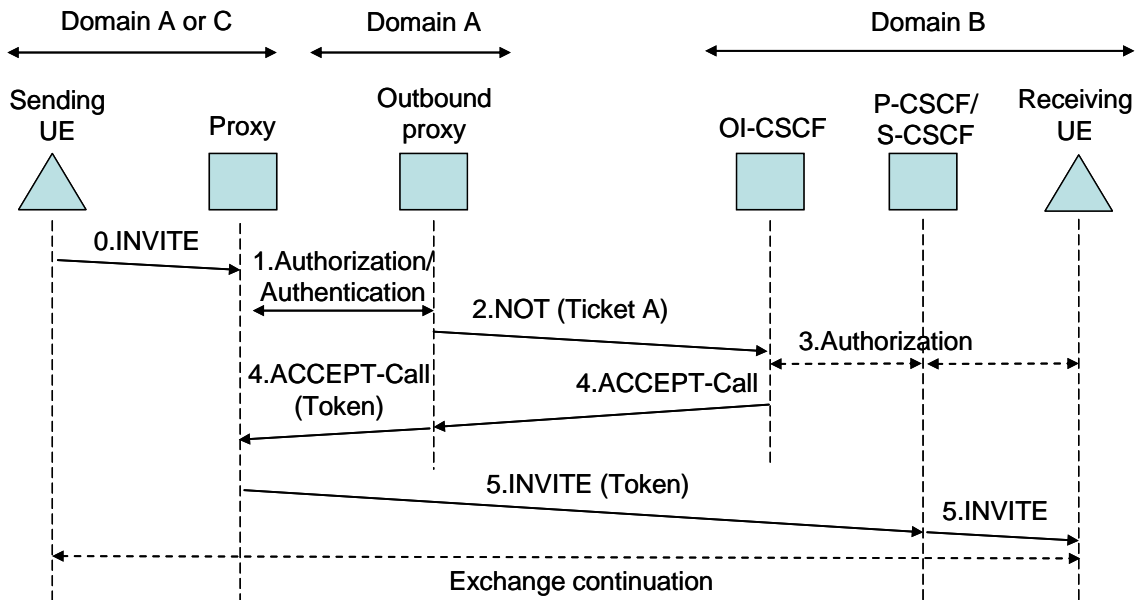 Domain A or C
Domain A
Domain B
Sending
UE
Proxy
Outbound
proxy
OI-CSCF
P-CSCF/
S-CSCF
Receiving
UE
0.INVITE
1.Authorization/
Authentication
2.NOT (Ticket A)
3.Authorization
4.ACCEPT-Call
(Token)
4.ACCEPT-Call
5.INVITE (Token)
5.INVITE
Exchange continuation